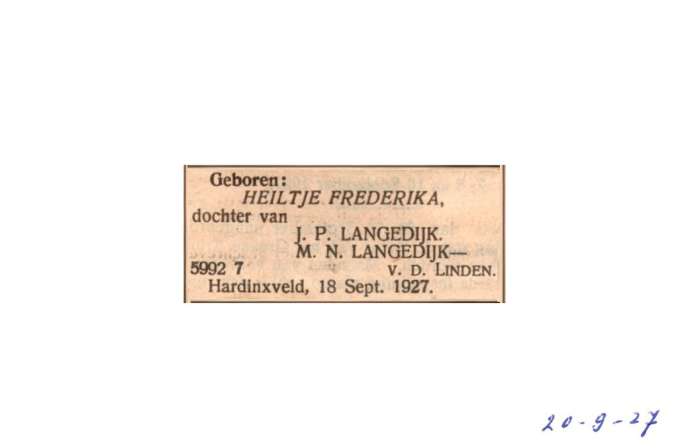 Geboren:
HEILTJE FREDERIKA,
dochter van
J. P. LANGEDIJK.
M. N. LANGEDIJK—
5992 7 V. D. LINDEN.
Hardinxveld, 18 Sept. 1927.
20-9-27